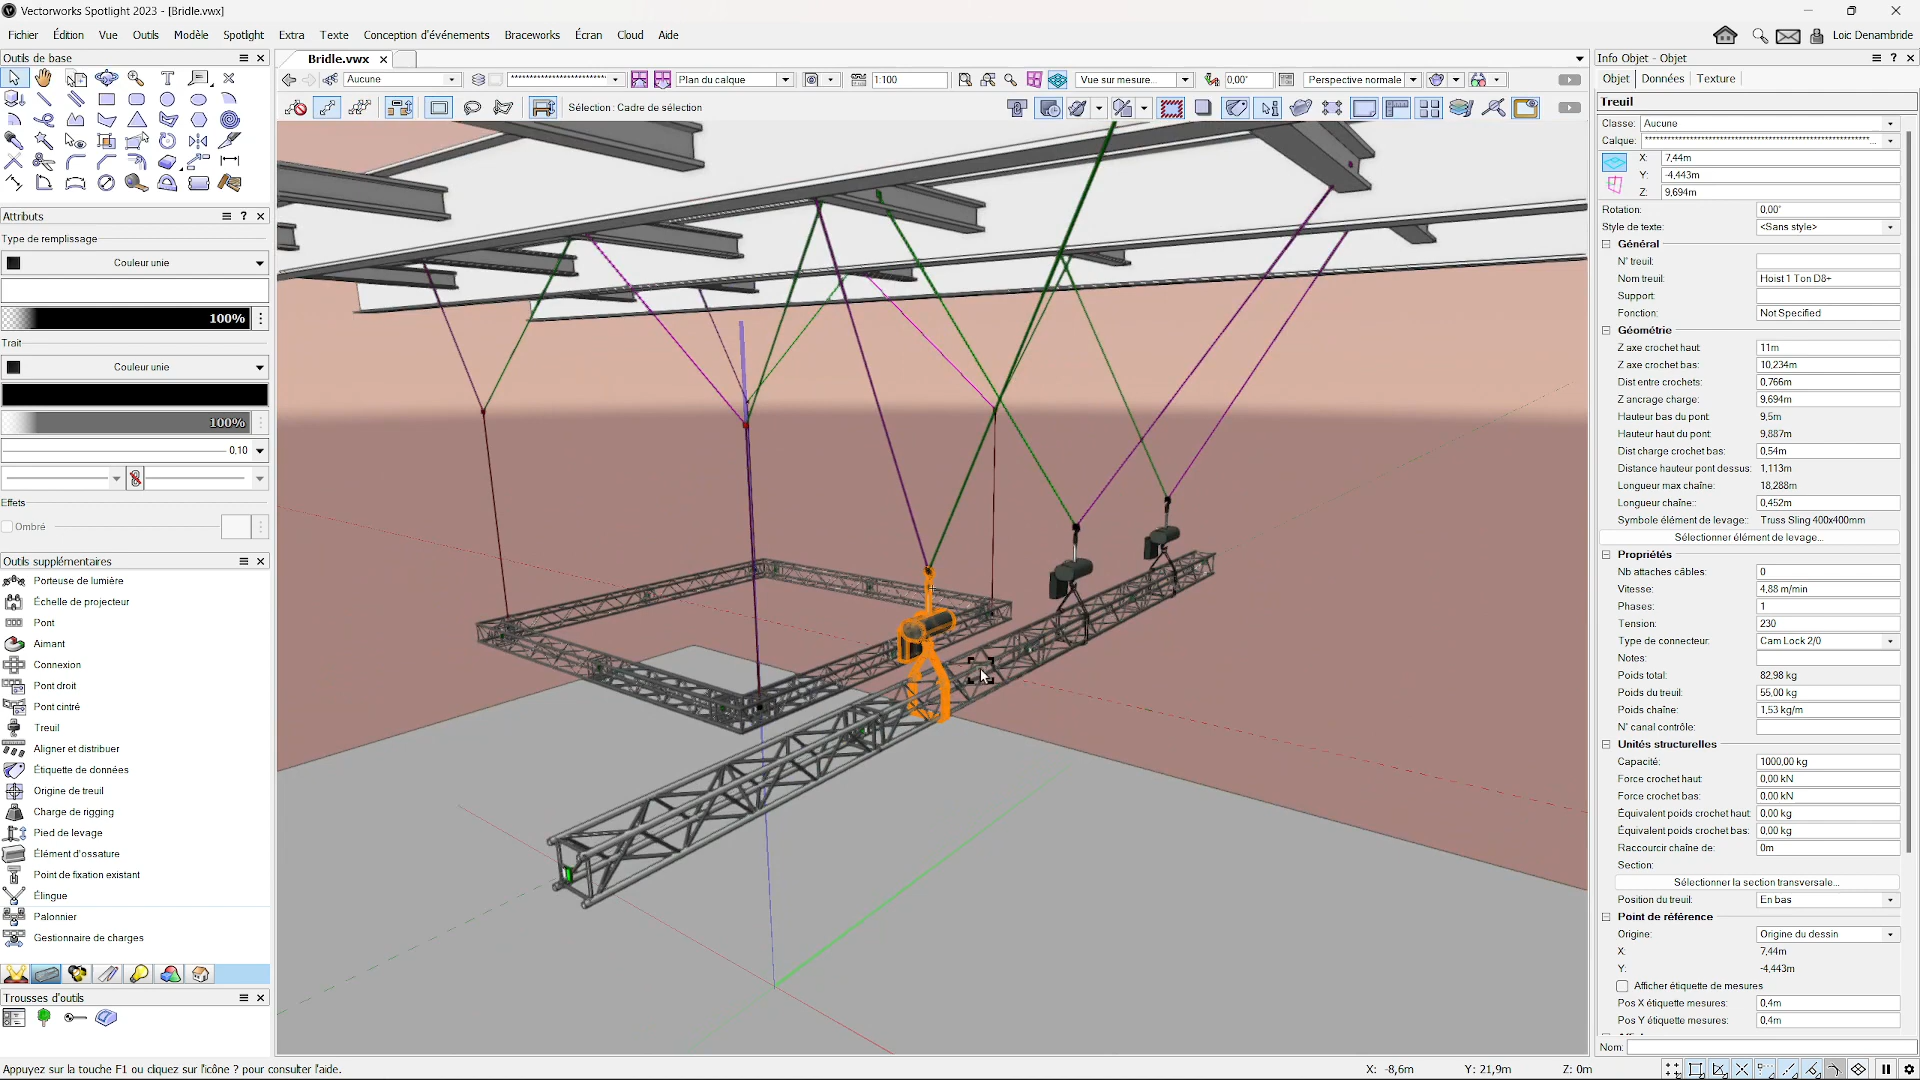 Vectorworks Spotlight 2023 - [Bridle.vwx]
Fichier Édition Vue Outils Modèle Spotlight Extra Texte Conception d'événements Braceworks Écran Cloud Aide
Loic Denambride
Outils de base
Bridle.vwx
Aucune
Plan du calque
1:100
Vue sur mesure...
0,00°
Perspective normale
Sélection : Cadre de sélection
Attributs
Type de remplissage
Couleur unie
100%
Trait
Couleur unie
100%
0.10
Effets
Ombré
Outils supplémentaires
Porteuse de lumière
Échelle de projecteur
Pont
Aimant
Connexion
Pont droit
Pont cintré
Treuil
Aligner et distribuer
Étiquette de données
Origine de treuil
Charge de rigging
Pied de levage
Élément d'ossature
Point de fixation existant
Élingue
Palonnier
Gestionnaire de charges
Trousses d'outils
Info Objet - Objet
Objet Données Texture
Treuil
Classe: Aucune
Calque:
X: 7,44m
Y: -4,443m
Z: 9,694m
Rotation: 0,00°
Style de texte: <Sans style>
Général
N° treuil:
Nom treuil: Hoist 1 Ton D8+
Support:
Fonction: Not Specified
Géométrie
Z axe crochet haut: 11m
Z axe crochet bas: 10,234m
Dist entre crochets: 0,766m
Z ancrage charge: 9,694m
Hauteur bas du pont: 9,5m
Hauteur haut du pont: 9,887m
Dist charge crochet bas: 0,54m
Distance hauteur pont dessus: 1,113m
Longueur max chaîne: 18,288m
Longueur chaîne:: 0,452m
Symbole élément de levage:: Truss Sling 400x400mm
Sélectionner élément de levage...
Propriétés
Nb attaches câbles: 0
Vitesse: 4,88 m/min
Phases: 1
Tension: 230
Type de connecteur: Cam Lock 2/0
Notes:
Poids total: 82,98 kg
Poids du treuil: 55,00 kg
Poids chaîne: 1,53 kg/m
N° canal contrôle:
Unités structurelles
Capacité: 1000,00 kg
Force crochet haut: 0,00 kN
Force crochet bas: 0,00 kN
Équivalent poids crochet haut: 0,00 kg
Équivalent poids crochet bas: 0,00 kg
Raccourcir chaîne de: 0m
Section:
Sélectionner la section transversale...
Position du treuil: En bas
Point de référence
Origine: Origine du dessin
X: 7,44m
Y: -4,443m
Afficher étiquette de mesures
Pos X étiquette mesures: 0,4m
Pos Y étiquette mesures: 0,4m
Nom:
Appuyez sur la touche F1 ou cliquez sur l'icône ? pour consulter l'aide.
X: -8,6m Y: 21,9m Z: 0m